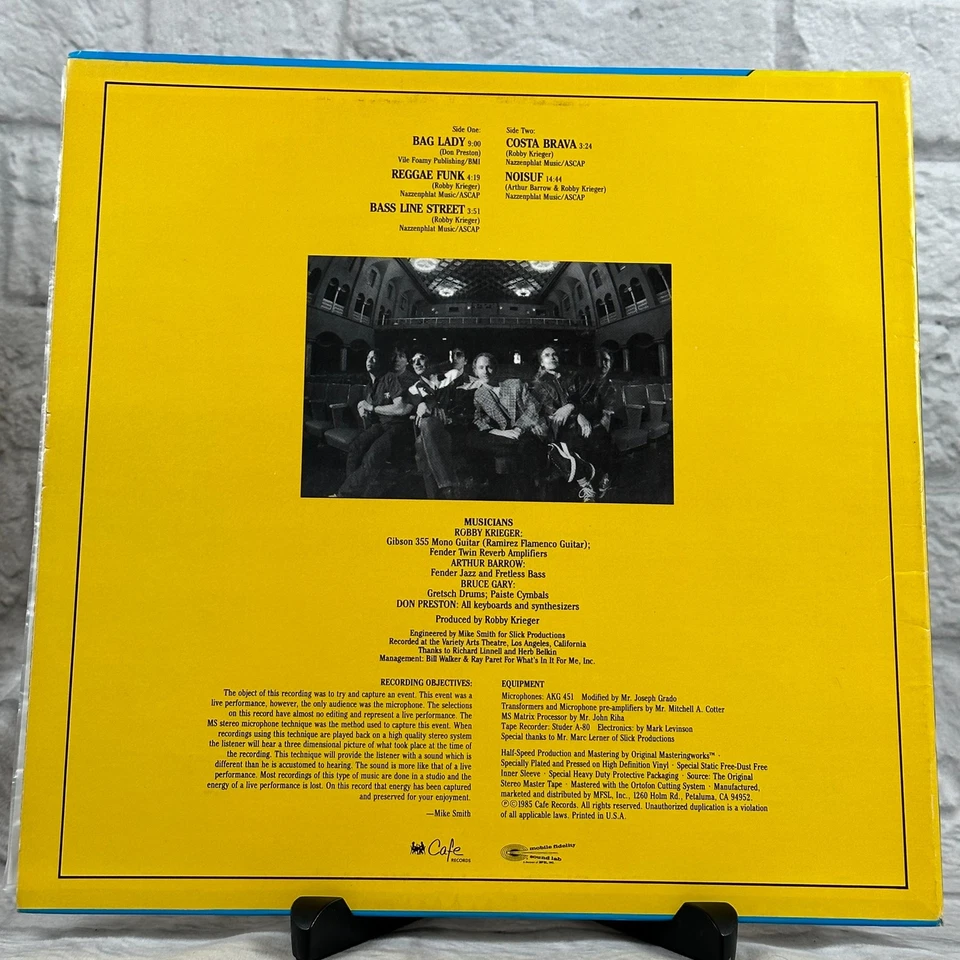 Side One:
BAG LADY 9:00
(Don Preston)
Vile Foamy Publishing/BMI
REGGAE FUNK 4:19
(Robby Krieger)
Nazzenphlat Music/ASCAP
BASS LINE STREET 3:51
(Robby Krieger)
Nazzenphlat Music/ASCAP
Side Two:
COSTA BRAVA 3:24
(Robby Krieger)
Nazzenphlat Music/ASCAP
NOISUF 14:44
(Arthur Barrow & Robby Krieger)
Nazzenphlat Music/ASCAP
MUSICIANS
ROBBY KRIEGER:
Gibson 355 Mono Guitar (Ramirez Flamenco Guitar);
Fender Twin Reverb Amplifiers
ARTHUR BARROW:
Fender Jazz and Fretless Bass
BRUCE GARY:
Gretsch Drums; Paiste Cymbals
DON PRESTON: All keyboards and synthesizers
Produced by Robby Krieger
Engineered by Mike Smith for Slick Productions
Recorded at the Variety Arts Theatre, Los Angeles, California
Thanks to Richard Linnell and Herb Belkin
Management: Bill Walker & Ray Paret For What's In It For Me, Inc.
RECORDING OBJECTIVES:
The object of this recording was to try and capture an event. This event was a
live performance, however, the only audience was the microphone. The selections
on this record have almost no editing and represent a live performance. The
MS stereo microphone technique was the method used to capture this event. When
recordings using this technique are played back on a high quality stereo system
the listener will hear a three dimensional picture of what took place at the time of
the recording. This technique will provide the listener with a sound which is
different than he is accustomed to hearing. The sound is more like that of a live
performance. Most recordings of this type of music are done in a studio and the
energy of a live performance is lost. On this record that energy has been captured
and preserved for your enjoyment.
—Mike Smith
EQUIPMENT
Microphones: AKG 451 Modified by Mr. Joseph Grado
Transformers and Microphone pre-amplifiers by Mr. Mitchell A. Cotter
MS Matrix Processor by Mr. John Riha
Tape Recorder: Studer A-80 Electronics: by Mark Levinson
Special thanks to Mr. Marc Lerner of Slick Productions
Half-Speed Production and Mastering by Original Masteringworks™ ·
Specially Plated and Pressed on High Definition Vinyl · Special Static Free-Dust Free
Inner Sleeve · Special Heavy Duty Protective Packaging · Source: The Original
Stereo Master Tape · Mastered with the Ortofon Cutting System · Manufactured,
marketed and distributed by MFSL, Inc., 1260 Holm Rd., Petaluma, CA 94952.
℗©1985 Cafe Records. All rights reserved. Unauthorized duplication is a violation
of all applicable laws. Printed in U.S.A.
Cafe
RECORDS
mobile fidelity
sound lab